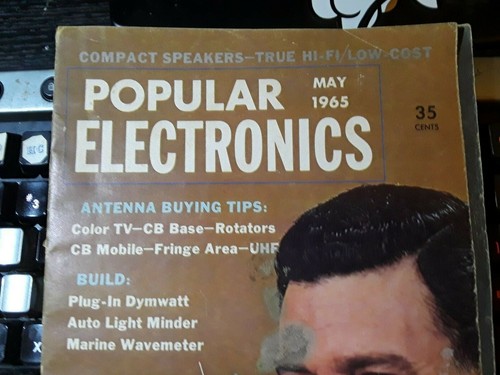 COMPACT SPEAKERS—TRUE HI-FI/LOW COST
POPULAR
ELECTRONICS
MAY
1965
35
CENTS
ANTENNA BUYING TIPS:
Color TV—CB Base—Rotators
CB Mobile—Fringe Area—UHF
BUILD:
Plug-In Dymwatt
Auto Light Minder
Marine Wavemeter